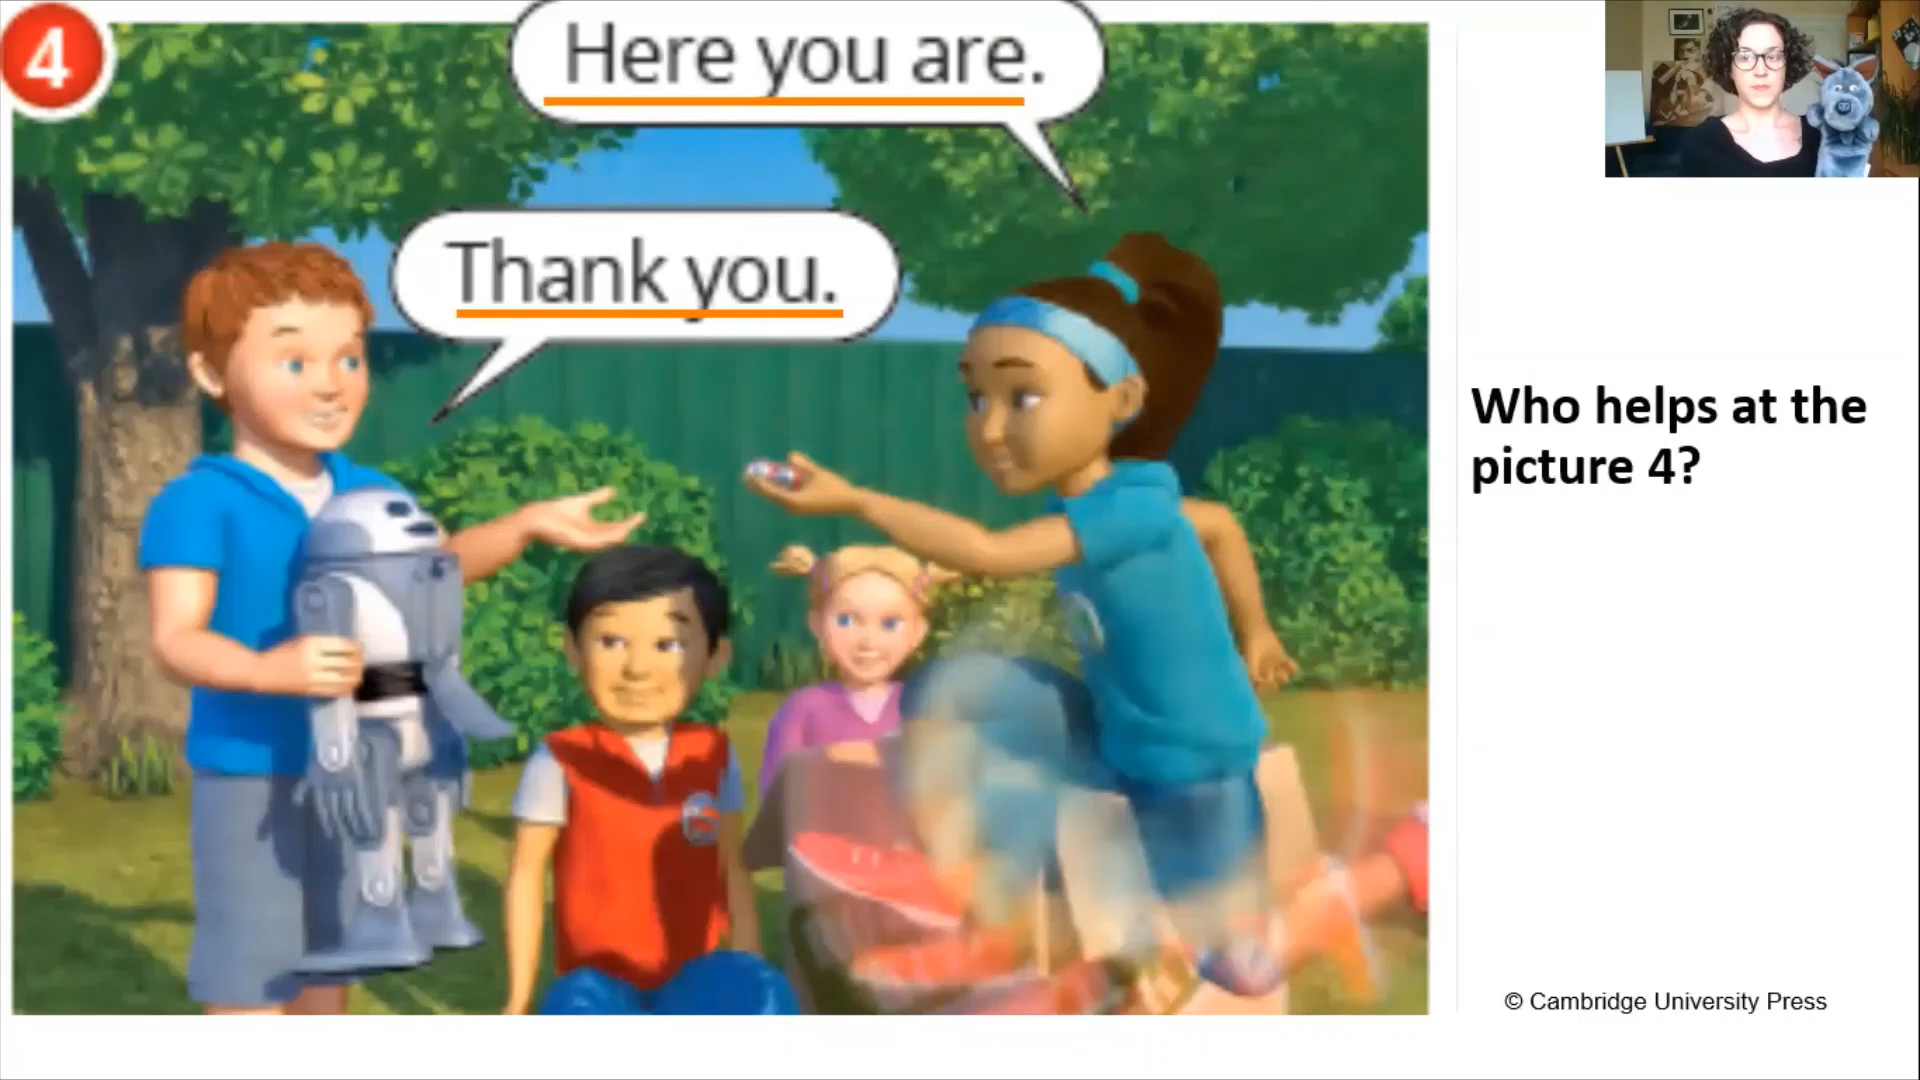 4
Here you are.
Thank you.
Who helps at the
picture 4?
© Cambridge University Press